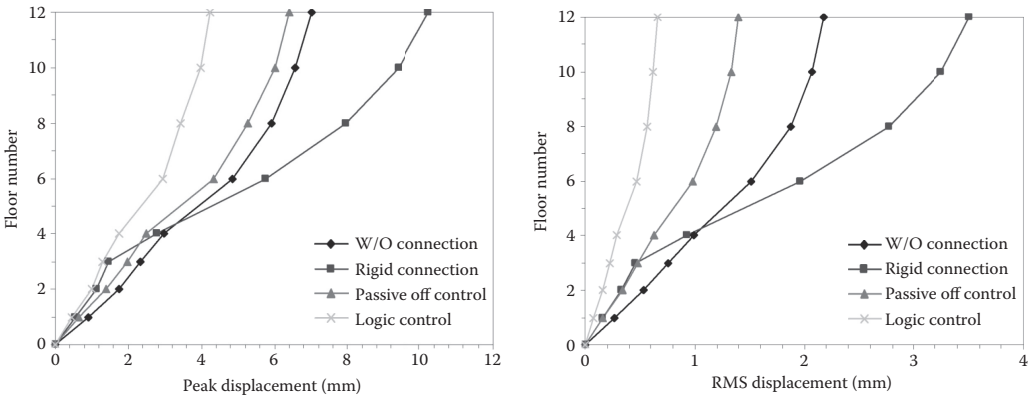 12
10
8
6
4
2
0
Floor number
0 2 4 6 8 10 12
Peak displacement (mm)
W/O connection
Rigid connection
Passive off control
Logic control
12
10
8
6
4
2
0
Floor number
0 1 2 3 4
RMS displacement (mm)
W/O connection
Rigid connection
Passive off control
Logic control